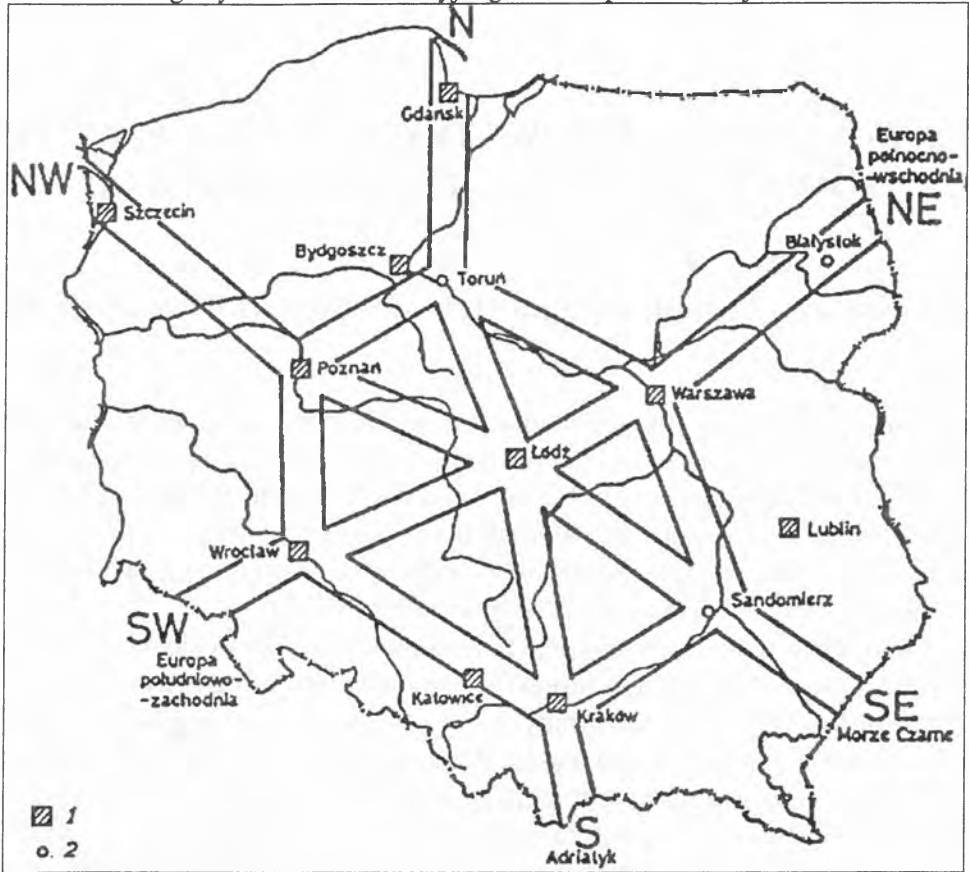 N
Gdańsk
Europa
północno-
-wschodnia
NE
NW
Szczecin
Białystok
Bydgoszcz
Toruń
Poznań
Warszawa
Łódź
Lublin
Wrocław
Sandomierz
SW
Europa
południowo-
-zachodnia
Katowice
Kraków
SE
Morze Czarne
S
Adriatyk
1
2